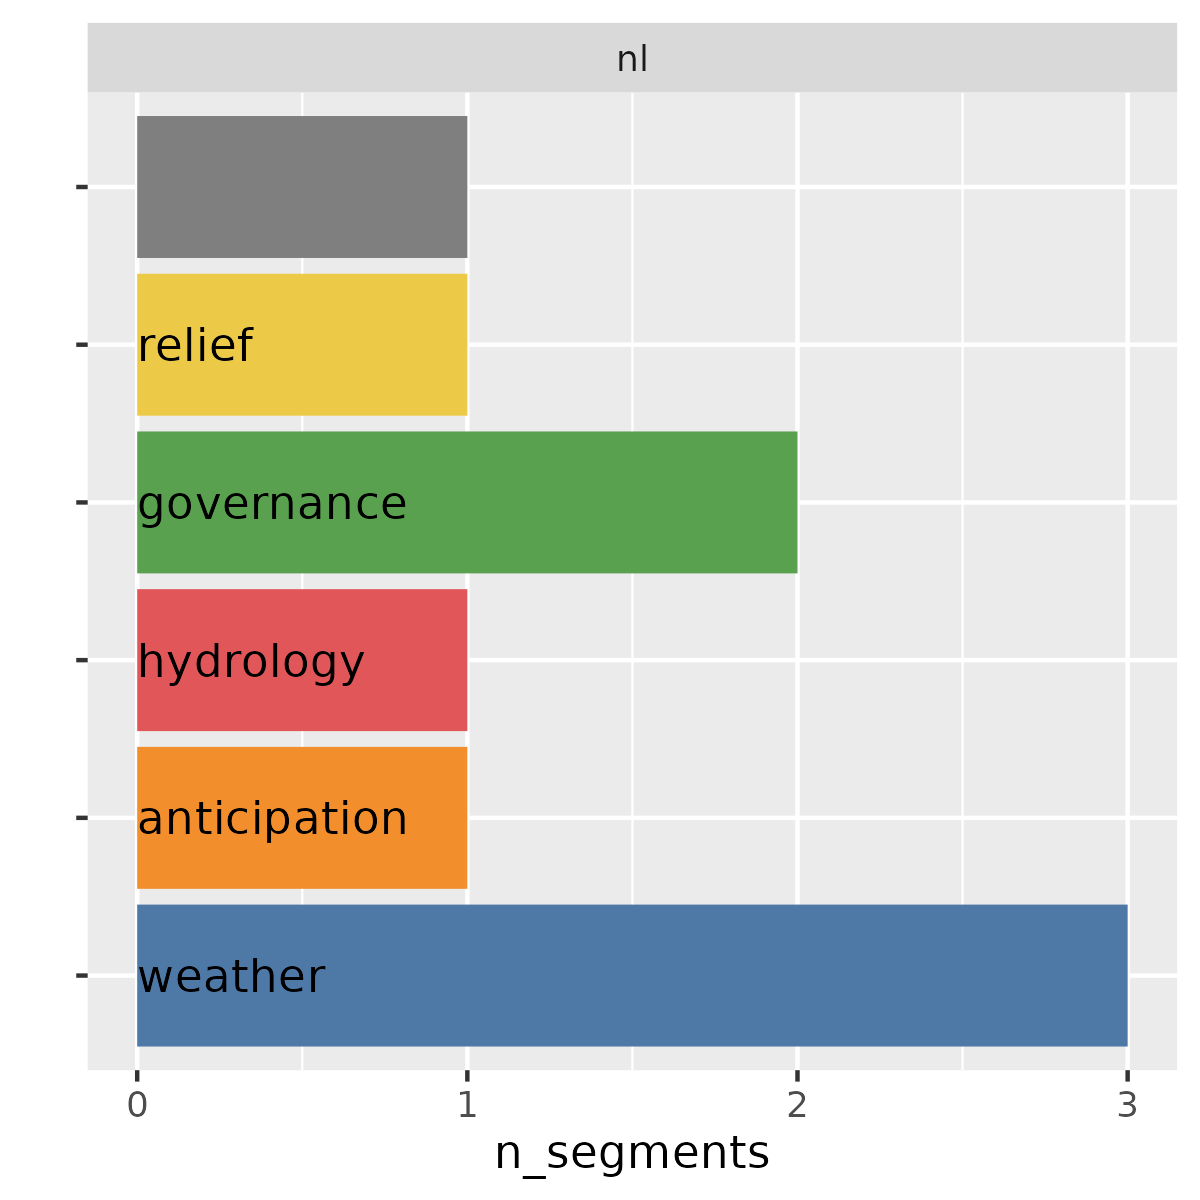 nl
relief
governance
hydrology
anticipation
weather
0 1 2 3
n_segments